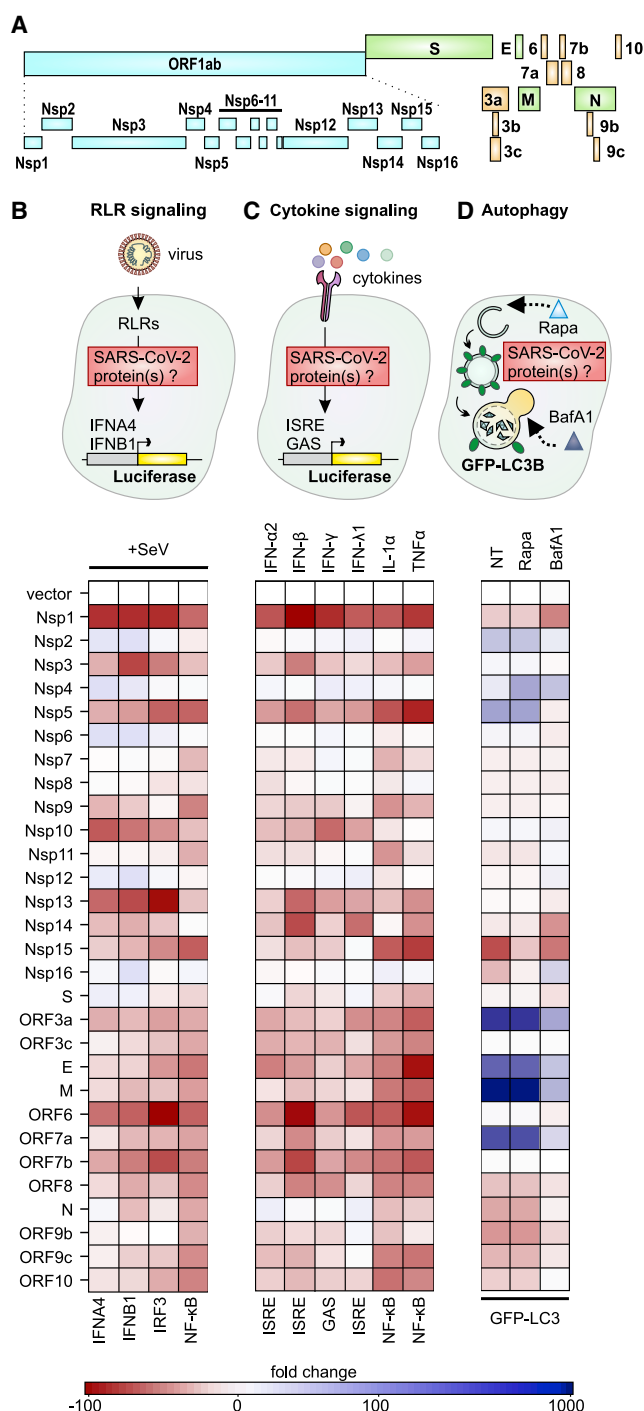 A
S
E
6
7b
10
ORF1ab
7a
8
Nsp2
Nsp3
Nsp4
Nsp6-11
Nsp12
Nsp13
Nsp15
3a
M
N
Nsp1
Nsp5
Nsp14
Nsp16
3b
3c
9b
9c
B
RLR signaling
virus
RLRs
SARS-CoV-2
protein(s) ?
IFNA4
IFNB1
Luciferase
C
Cytokine signaling
cytokines
SARS-CoV-2
protein(s) ?
ISRE
GAS
Luciferase
D
Autophagy
Rapa
SARS-CoV-2
protein(s) ?
BafA1
GFP-LC3B
+SeV
IFN-α2
IFN-β
IFN-γ
IFN-λ1
IL-1α
TNFα
NT
Rapa
BafA1
vector
Nsp1
Nsp2
Nsp3
Nsp4
Nsp5
Nsp6
Nsp7
Nsp8
Nsp9
Nsp10
Nsp11
Nsp12
Nsp13
Nsp14
Nsp15
Nsp16
S
ORF3a
ORF3c
E
M
ORF6
ORF7a
ORF7b
ORF8
N
ORF9b
ORF9c
ORF10
IFNA4
IFNB1
IRF3
NF-κB
ISRE
ISRE
GAS
ISRE
NF-κB
NF-κB
GFP-LC3
fold change
-100
0
100
1000